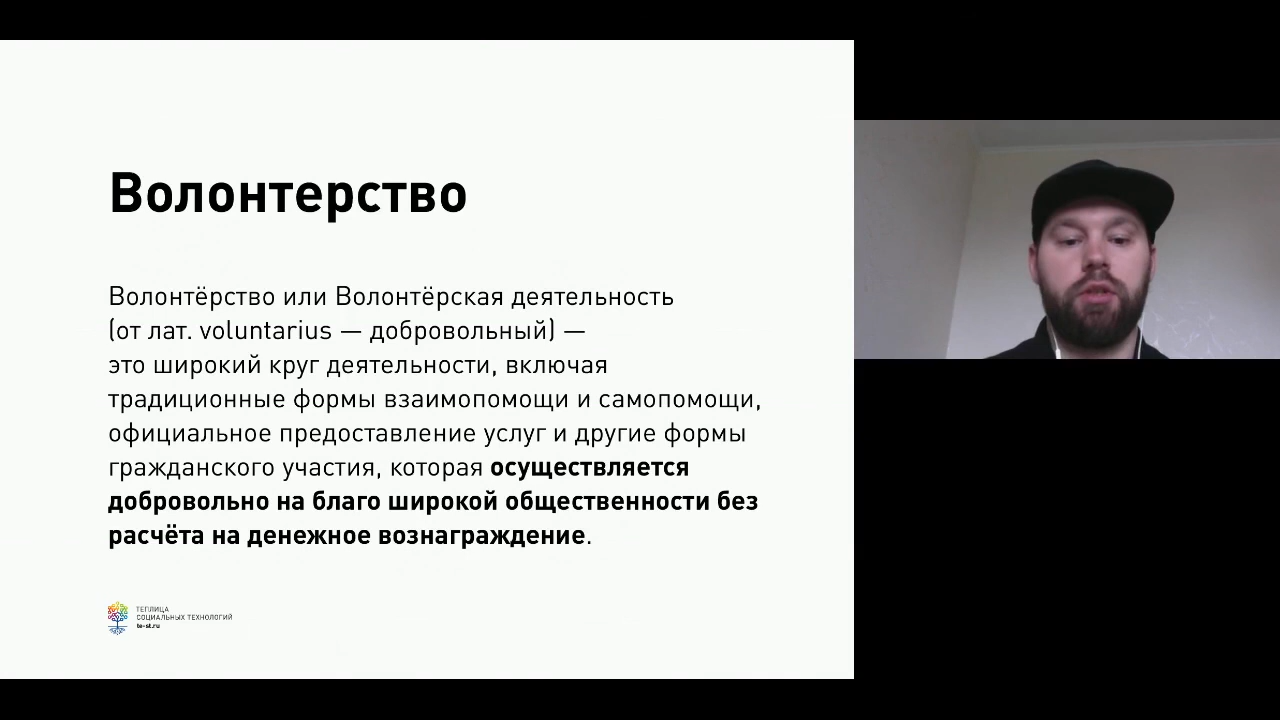 Волонтерство
Волонтёрство или Волонтёрская деятельность
(от лат. voluntarius — добровольный) —
это широкий круг деятельности, включая
традиционные формы взаимопомощи и самопомощи,
официальное предоставление услуг и другие формы
гражданского участия, которая осуществляется
добровольно на благо широкой общественности без
расчёта на денежное вознаграждение.
ТЕПЛИЦА
СОЦИАЛЬНЫХ ТЕХНОЛОГИЙ
te-st.ru